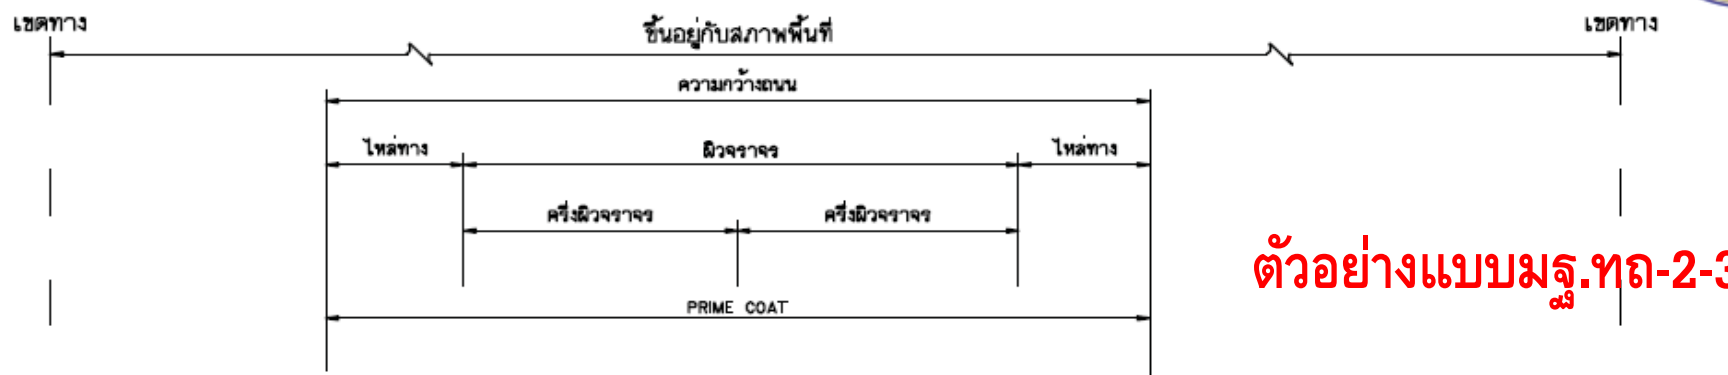 เขตทาง ขึ้นอยู่กับสภาพพื้นที่ เขตทาง
ความกว้างถนน
ไหล่ทาง ผิวจราจร ไหล่ทาง
ครึ่งผิวจราจร ครึ่งผิวจราจร
ตัวอย่างแบบมฐ.ทถ-2-3
PRIME COAT